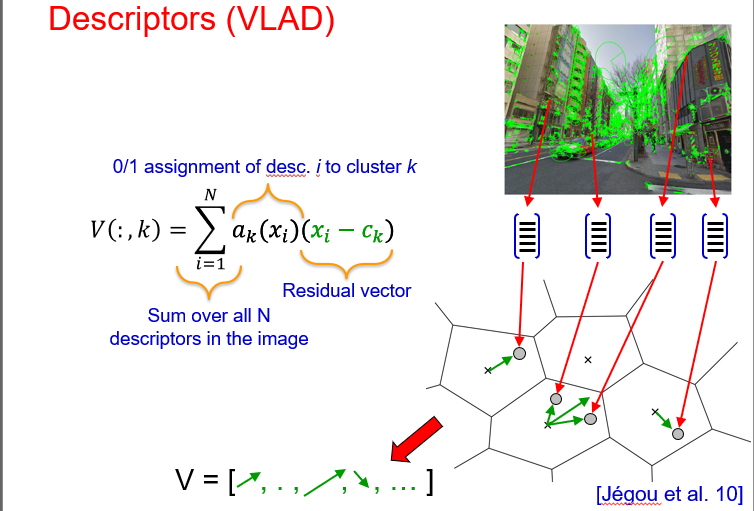 Descriptors (VLAD)
0/1 assignment of desc. i to cluster k
V(:,k) = \sum_{i=1}^{N} a_k(x_i)(x_i − c_k)
Residual vector
Sum over all N
descriptors in the image
V = [ , . , , , … ]
[Jégou et al. 10]